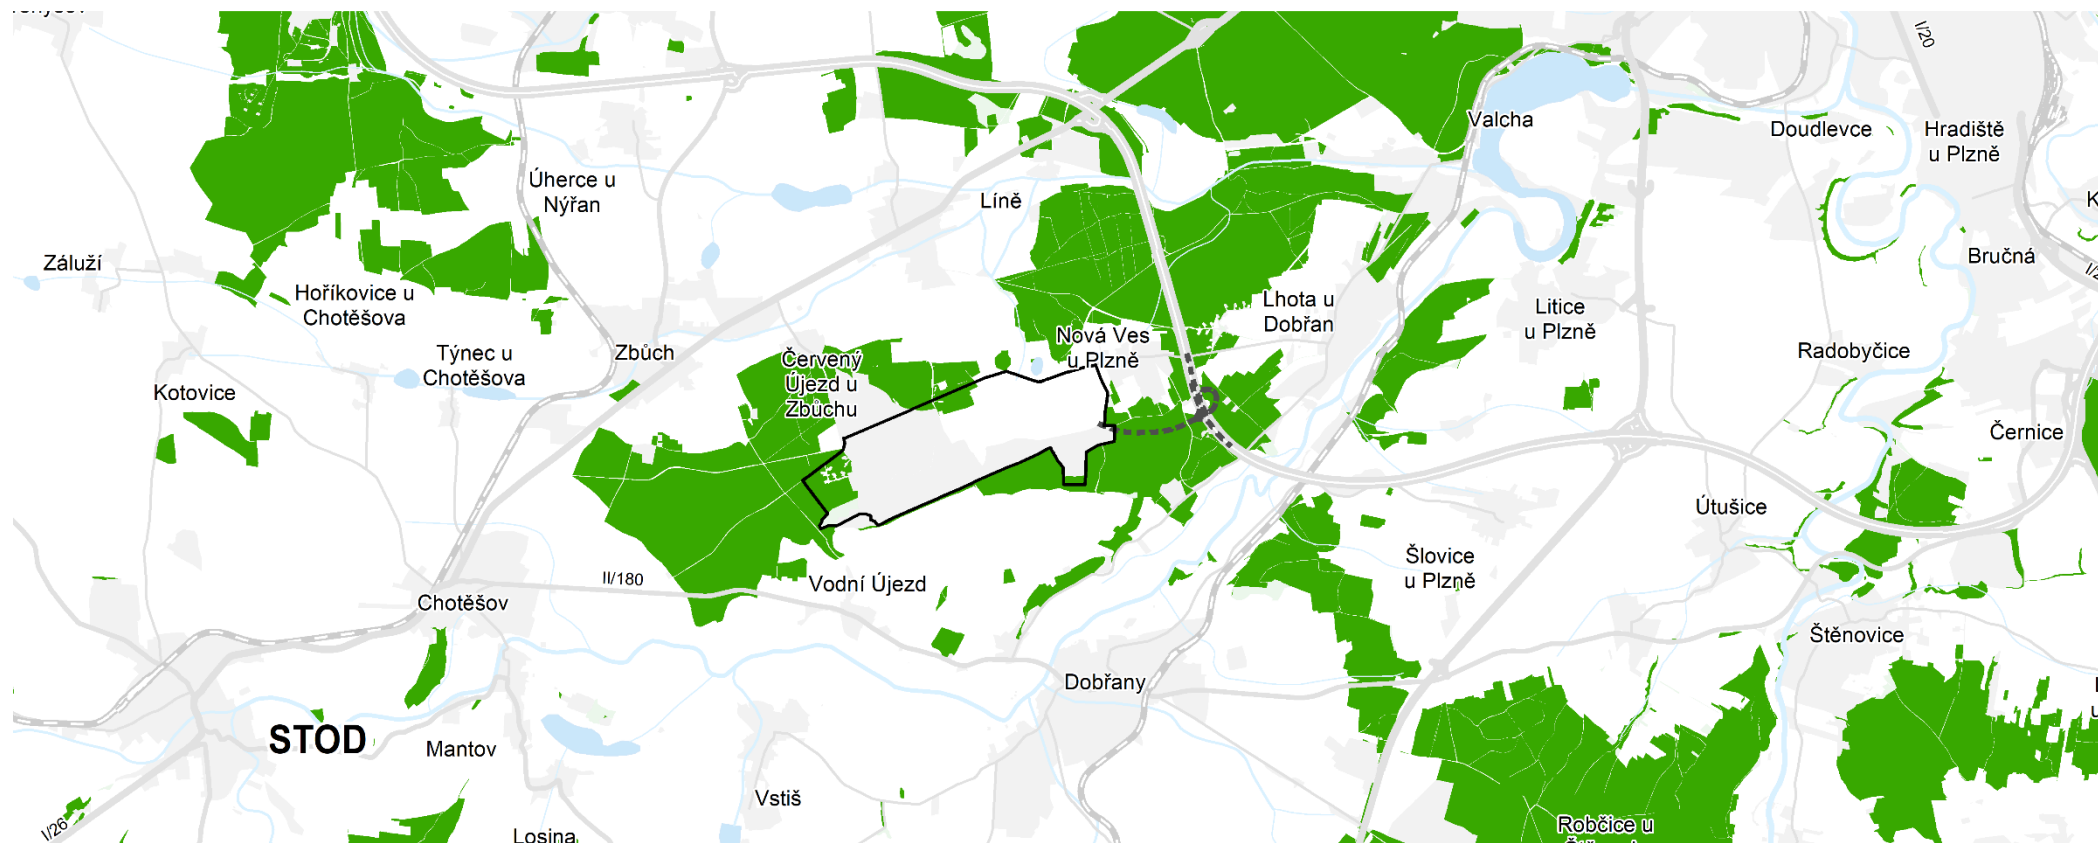 I/20
Valcha
Doudlevce
Hradiště
u Plzně
Úherce u
Nýřan
Líně
Záluží
Bručná
Hoříkovice u
Chotěšova
Lhota u
Dobřan
Litice
u Plzně
Nová Ves
u Plzně
Týnec u
Chotěšova
Zbůch
Červený
Újezd u
Zbůchu
Radobyčice
Kotovice
Černice
Útušice
Šlovice
u Plzně
II/180
Vodní Újezd
Chotěšov
Štěnovice
Dobřany
STOD
Mantov
Vstiš
I/26
Losina
Robčice u